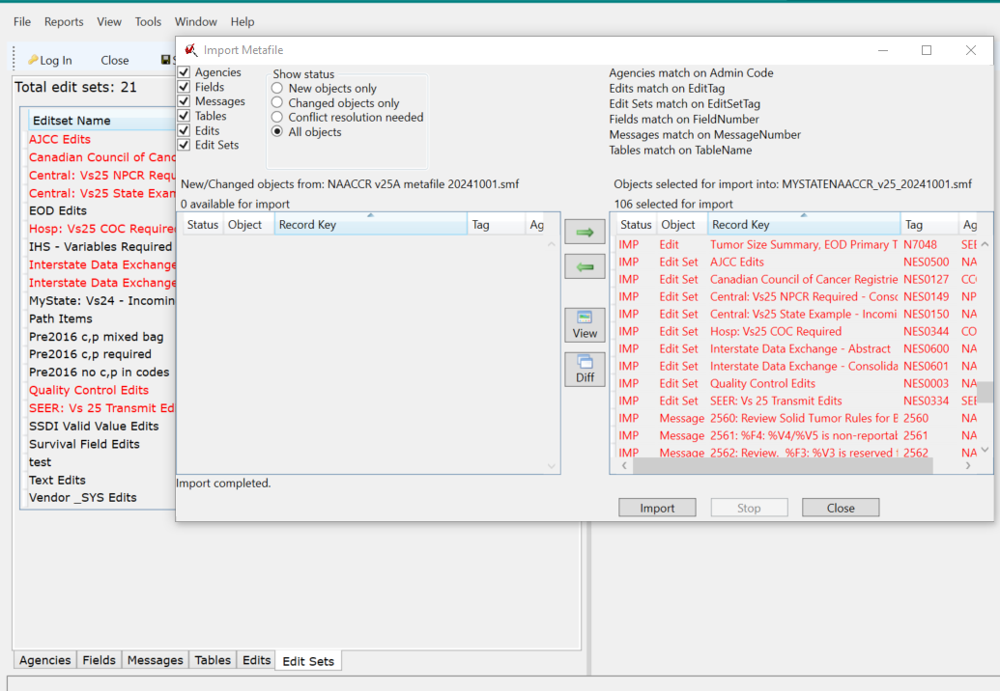 File Reports View Tools Window Help
Log In Close
Import Metafile
Total edit sets: 21
Editset Name
AJCC Edits
Canadian Council of Canc
Central: Vs25 NPCR Requ
Central: Vs25 State Exam
EOD Edits
Hosp: Vs25 COC Required
IHS - Variables Required
Interstate Data Exchange
Interstate Data Exchange
MyState: Vs24 - Incomin
Path Items
Pre2016 c,p mixed bag
Pre2016 c,p required
Pre2016 no c,p in codes
Quality Control Edits
SEER: Vs 25 Transmit Ed
SSDI Valid Value Edits
Survival Field Edits
test
Text Edits
Vendor _SYS Edits
Agencies
Fields
Messages
Tables
Edits
Edit Sets
Show status
New objects only
Changed objects only
Conflict resolution needed
All objects
Agencies match on Admin Code
Edits match on EditTag
Edit Sets match on EditSetTag
Fields match on FieldNumber
Messages match on MessageNumber
Tables match on TableName
New/Changed objects from: NAACCR v25A metafile 20241001.smf
0 available for import
Status Object Record Key Tag Ag
View
Diff
Objects selected for import into: MYSTATENAACCR_v25_20241001.smf
106 selected for import
Status Object Record Key Tag Ag
IMP Edit Tumor Size Summary, EOD Primary T N7048 SEE
IMP Edit Set AJCC Edits NES0500 NA
IMP Edit Set Canadian Council of Cancer Registrie NES0127 CCC
IMP Edit Set Central: Vs25 NPCR Required - Consc NES0149 NP
IMP Edit Set Central: Vs25 State Example - Incomi NES0150 NA
IMP Edit Set Hosp: Vs25 COC Required NES0344 CO
IMP Edit Set Interstate Data Exchange - Abstract NES0600 NA
IMP Edit Set Interstate Data Exchange - Consolida NES0601 NA
IMP Edit Set Quality Control Edits NES0003 NA
IMP Edit Set SEER: Vs 25 Transmit Edits NES0334 SEE
IMP Message 2560: Review Solid Tumor Rules for E 2560 NA
IMP Message 2561: %F4: %V4/%V5 is non-reportal 2561 NA
IMP Message 2562: Review. %F3: %V3 is reserved f 2562 NA
Import completed.
Import Stop Close
Agencies Fields Messages Tables Edits Edit Sets